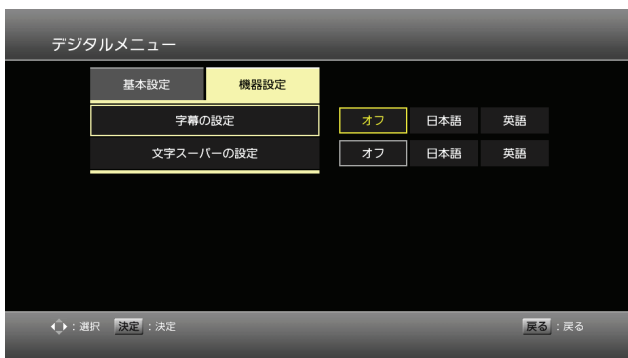 デジタルメニュー
基本設定 機器設定
字幕の設定 オフ 日本語 英語
文字スーパーの設定 オフ 日本語 英語
:選択 決定 :決定 戻る :戻る